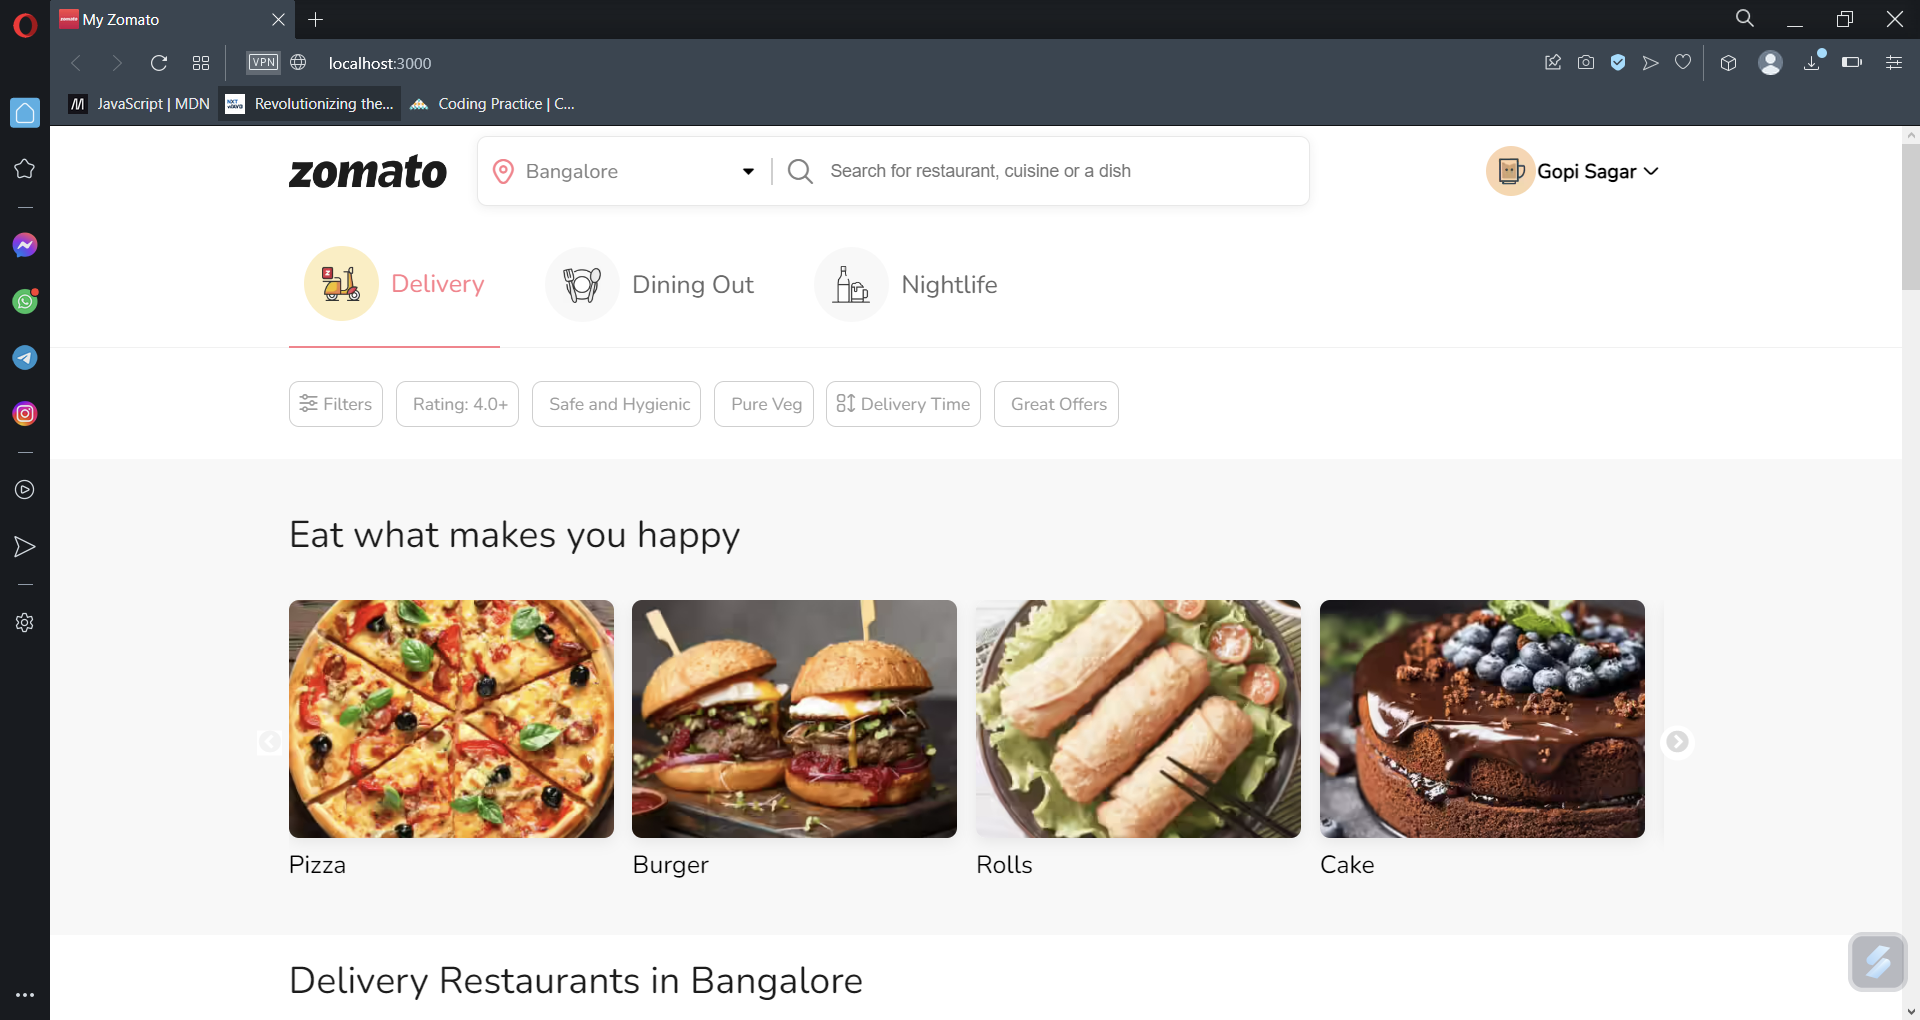 My Zomato
VPN
localhost:3000
JavaScript | MDN
Revolutionizing the...
Coding Practice | C...
zomato
Bangalore
Search for restaurant, cuisine or a dish
Gopi Sagar
Delivery
Dining Out
Nightlife
Filters
Rating: 4.0+
Safe and Hygienic
Pure Veg
Delivery Time
Great Offers
Eat what makes you happy
Pizza
Burger
Rolls
Cake
Delivery Restaurants in Bangalore